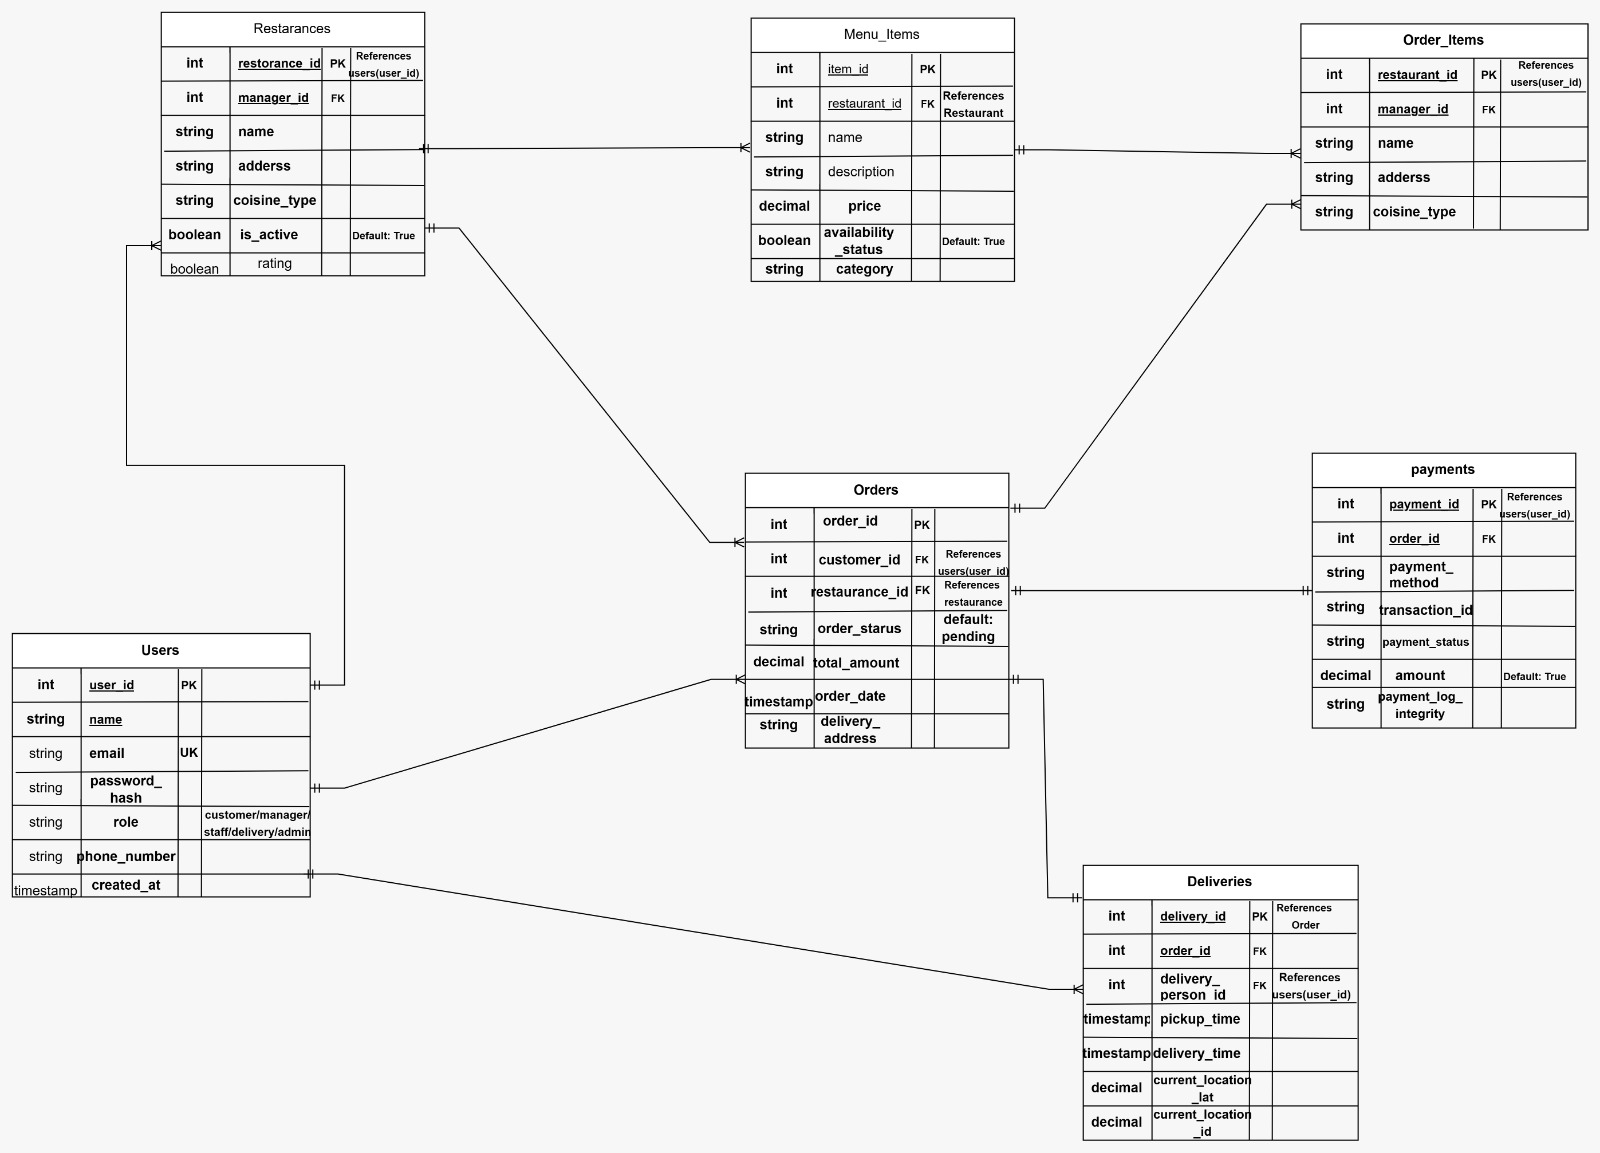 Restarances
int restorance_id PK References
users(user_id)
int manager_id FK
string name
string adderss
string coisine_type
boolean is_active Default: True
boolean rating
Menu_Items
int item_id PK
int restaurant_id FK References
Restaurant
string name
string description
decimal price
boolean availability
_status Default: True
string category
Order_Items
int restaurant_id PK References
users(user_id)
int manager_id FK
string name
string adderss
string coisine_type
Orders
int order_id PK
int customer_id FK References
users(user_id)
int restaurance_id FK References
restaurance
string order_starus default:
pending
decimal total_amount
timestamp order_date
string delivery_
address
payments
int payment_id PK References
users(user_id)
int order_id FK
string payment_
method
string transaction_id
string payment_status
decimal amount Default: True
string payment_log_
integrity
Users
int user_id PK
string name
string email UK
string password_
hash
string role customer/manager/
staff/delivery/admin
string phone_number
timestamp created_at
Deliveries
int delivery_id PK References
Order
int order_id FK
int delivery_
person_id FK References
users(user_id)
timestamp pickup_time
timestamp delivery_time
decimal current_location
_lat
decimal current_location
_id